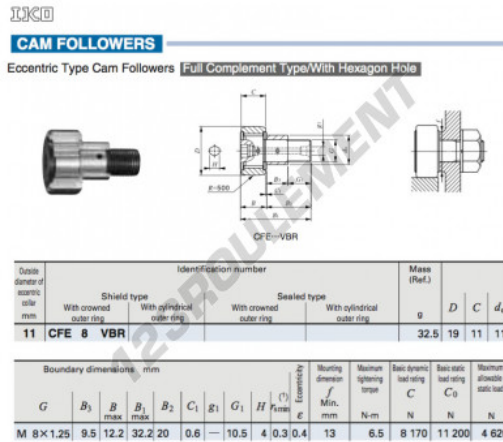 IKO
CAM FOLLOWERS
Eccentric Type Cam Followers Full Complement Type/With Hexagon Hole
CFE···VBR
123ROULEMENT
Outside diameter of eccentric collar mm
Identification number
Mass (Ref.) g
Shield type
Sealed type
With crowned outer ring
With cylindrical outer ring
With crowned outer ring
With cylindrical outer ring
D C
11 CFE 8 VBR 32.5 19 11 11
Boundary dimensions mm
G B3 B max B1 max B2 C1 g1 G1 H rs min (1)
Eccentricity ε
Mounting dimension f Min. mm
Maximum tightening torque N-m
Basic dynamic load rating C N
Basic static load rating C0 N
Maximum allowable static load N
M 8×1.25 9.5 12.2 32.2 20 0.6 — 10.5 4 0.3 0.4 13 6.5 8 170 11 200